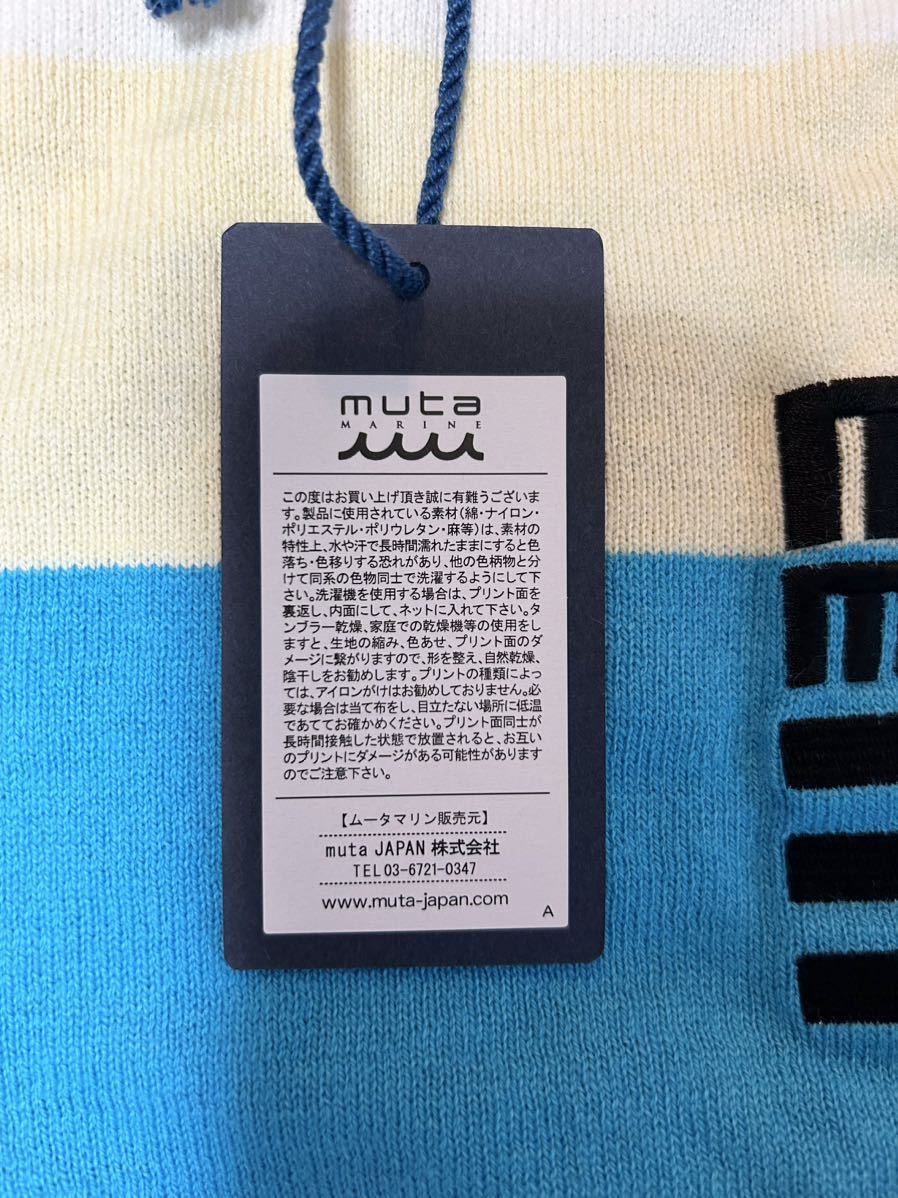 muta
MARINE
この度はお買い上げ頂き誠に有難うございま
す。製品に使用されている素材(綿・ナイロン・
ポリエステル・ポリウレタン・麻等)は、素材の
特性上、水や汗で長時間濡れたままにすると色
落ち・色移りする恐れがあり、他の色柄物と分
けて同系の色物同士で洗濯するようにして下
さい。洗濯機を使用する場合は、プリント面を
裏返し、内面にして、ネットに入れて下さい。タ
ンブラー乾燥、家庭での乾燥機等の使用をし
ますと、生地の縮み、色あせ、プリント面のダ
メージに繋がりますので、形を整え、自然乾燥、
陰干しをお勧めします。プリントの種類によっ
ては、アイロンがけはお勧めしておりません。必
要な場合は当て布をし、目立たない場所に低温
であててお確かめください。プリント面同士が
長時間接触した状態で放置されると、お互い
のプリントにダメージがある可能性があります
のでご注意下さい。
【ムータマリン販売元】
muta JAPAN 株式会社
TEL 03-6721-0347
www.muta-japan.com
A